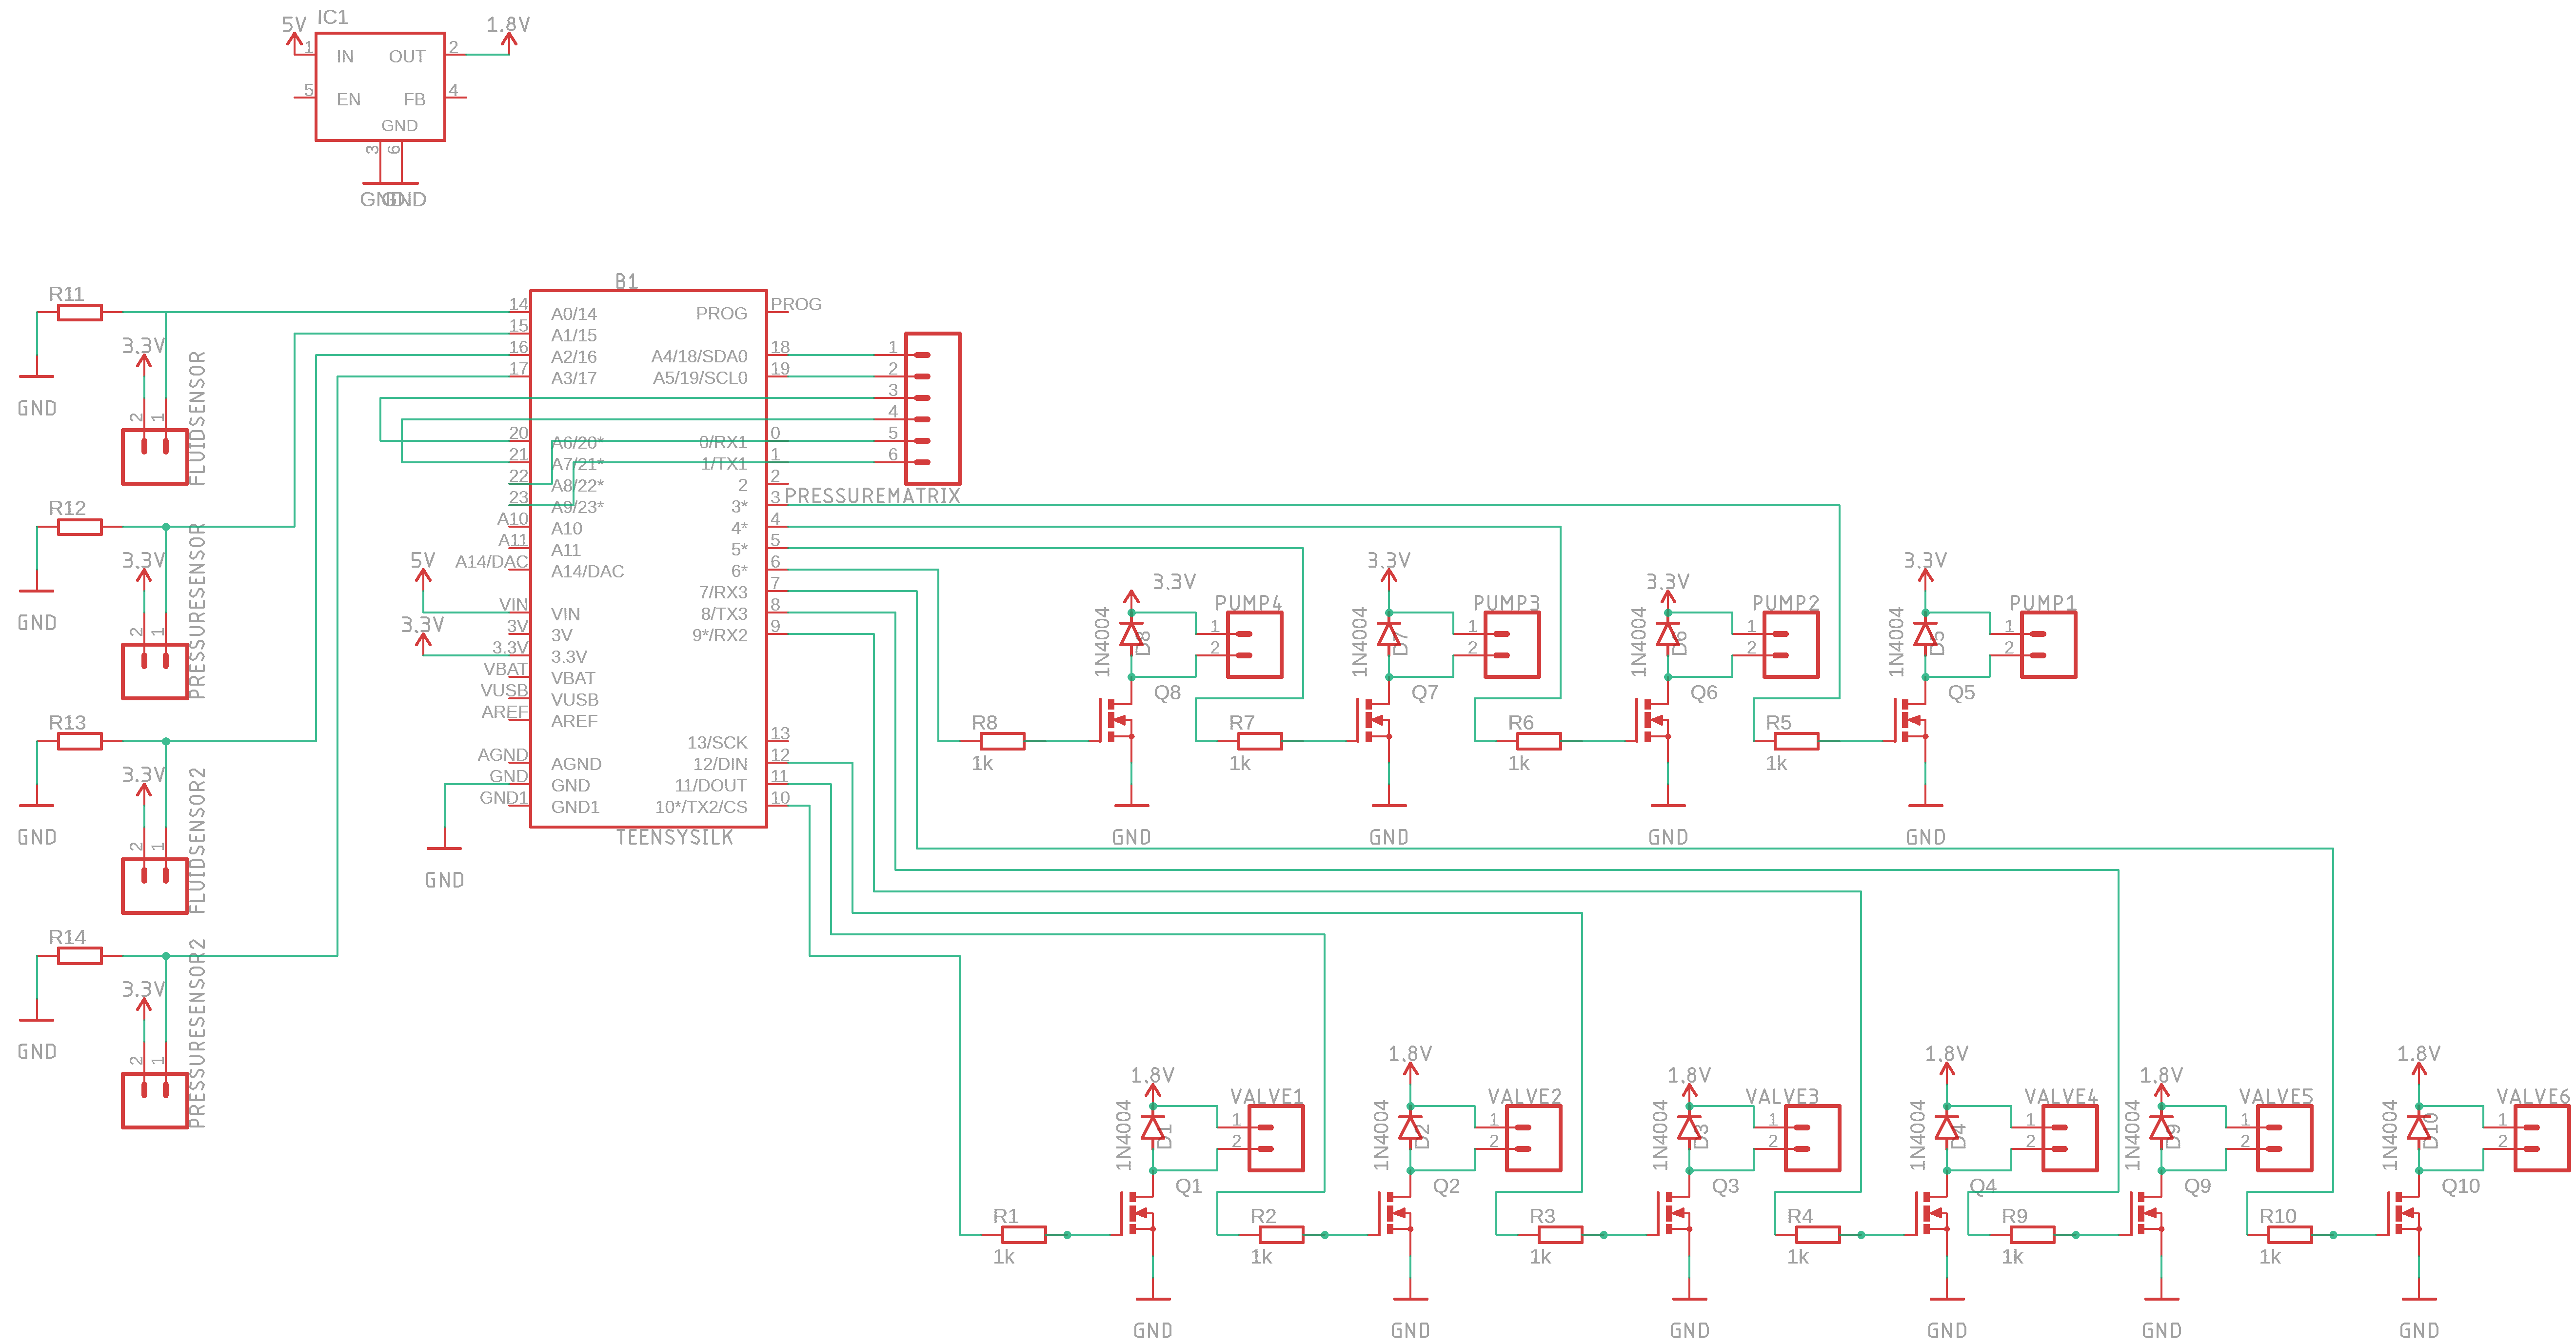 IC1
5V
1.8V
1
IN
OUT
2
5
EN
FB
4
GND
3
6
GND
GND
B1
R11
3.3V
2
1
FLUIDSENSOR
GND
R12
3.3V
2
1
PRESSURESENSOR
GND
R13
3.3V
2
1
FLUIDSENSOR2
GND
R14
3.3V
2
1
PRESSURESENSOR2
GND
14
A0/14
PROG
PROG
15
A1/15
16
A2/16
A4/18/SDA0
18
17
A3/17
A5/19/SCL0
19
20
A6/20*
0/RX1
0
21
A7/21*
1/TX1
1
22
A8/22*
2
2
23
A9/23*
3*
3
A10
A10
4*
4
A11
A11
5*
5
A14/DAC
A14/DAC
6*
6
7/RX3
7
VIN
VIN
8/TX3
8
3V
3V
9*/RX2
9
3.3V
3.3V
VBAT
VBAT
VUSB
VUSB
AREF
AREF
13/SCK
13
AGND
AGND
12/DIN
12
GND
GND
11/DOUT
11
GND1
GND1
10*/TX2/CS
10
TEENSYSILK
5V
3.3V
GND
1
2
3
4
5
6
PRESSUREMATRIX
3.3V
PUMP4
1N4004
D8
1
2
Q8
R8
1k
GND
3.3V
PUMP3
1N4004
D7
1
2
Q7
R7
1k
GND
3.3V
PUMP2
1N4004
D6
1
2
Q6
R6
1k
GND
3.3V
PUMP1
1N4004
D5
1
2
Q5
R5
1k
GND
1.8V
VALVE1
1N4004
D1
1
2
Q1
R1
1k
GND
1.8V
VALVE2
1N4004
D2
1
2
Q2
R2
1k
GND
1.8V
VALVE3
1N4004
D3
1
2
Q3
R3
1k
GND
1.8V
VALVE4
1N4004
D4
1
2
Q4
R4
1k
GND
1.8V
VALVE5
1N4004
D9
1
2
Q9
R9
1k
GND
1.8V
VALVE6
1N4004
D10
1
2
Q10
R10
1k
GND